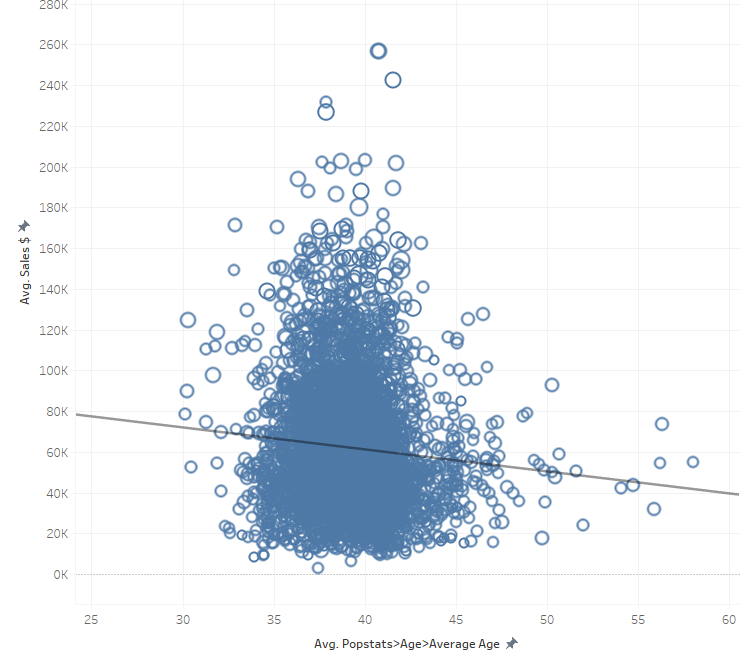 280K
260K
240K
220K
200K
180K
160K
140K
120K
100K
80K
60K
40K
20K
0K
Avg. Sales $
25 30 35 40 45 50 55 60
Avg. Popstats>Age>Average Age